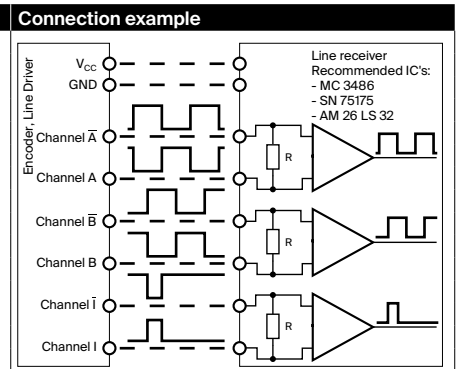 Connection example
Encoder, Line Driver
V_CC
GND
Channel A̅
Channel A
Channel B̅
Channel B
Channel I̅
Channel I
Line receiver
Recommended IC's:
- MC 3486
- SN 75175
- AM 26 LS 32
R
R
R